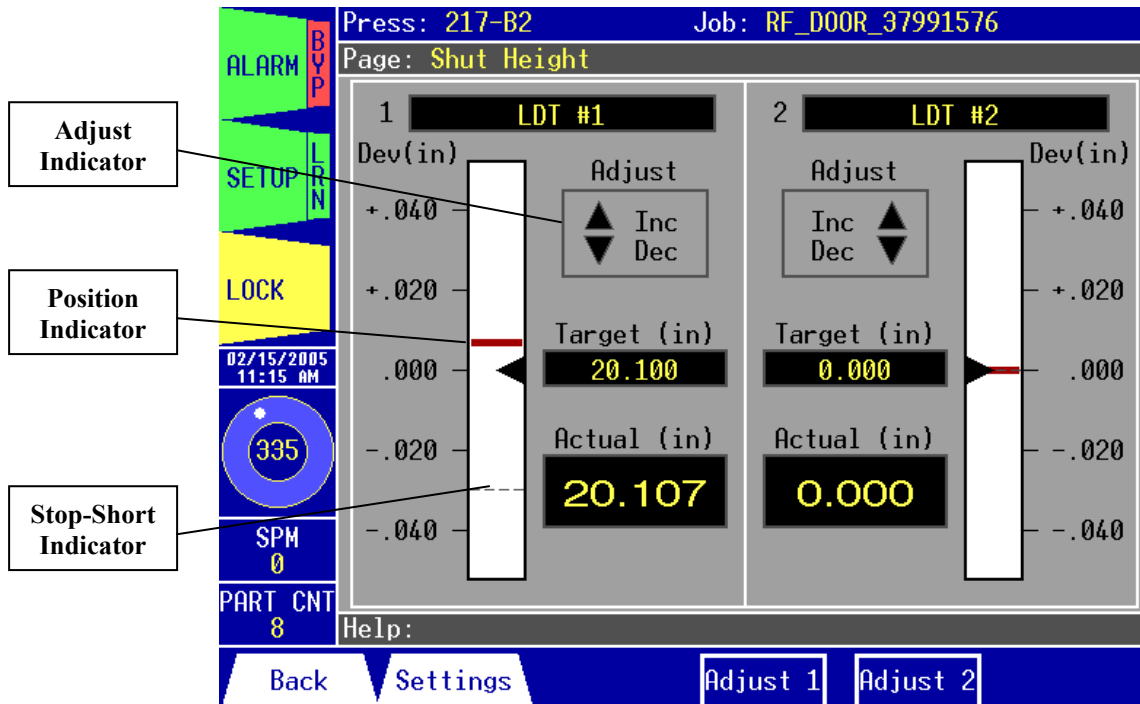 Adjust
Indicator
Position
Indicator
Stop-Short
Indicator
ALARM
BYP
SETUP
LRN
LOCK
02/15/2005
11:15 AM
335
SPM
0
PART CNT
8
Press: 217-B2 Job: RF_DOOR_37991576
Page: Shut Height
1 LDT #1
Dev(in)
+.040
+.020
.000
-.020
-.040
Adjust
Inc
Dec
Target (in)
20.100
Actual (in)
20.107
2 LDT #2
Adjust
Inc
Dec
Target (in)
0.000
Actual (in)
0.000
Dev(in)
+.040
+.020
.000
-.020
-.040
Help:
Back Settings Adjust 1 Adjust 2